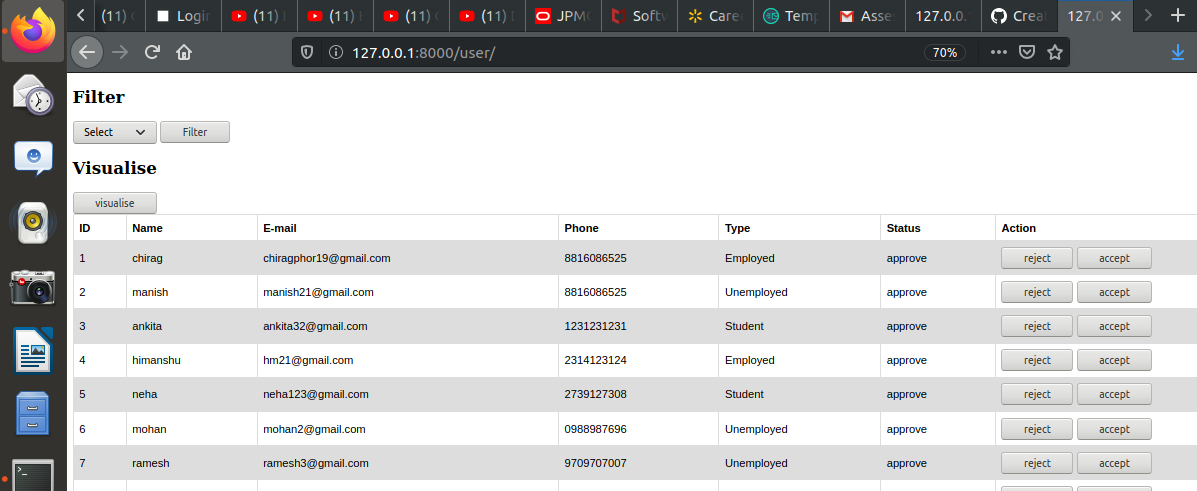 (11) Login (11) (11) (11) (11) JPM Softv Care Temp Asse 127.0.0. Crea 127.0
127.0.0.1:8000/user/ 70%
Filter
Select Filter
Visualise
visualise
ID Name E-mail Phone Type Status Action
1 chirag chiragphor19@gmail.com 8816086525 Employed approve reject accept
2 manish manish21@gmail.com 8816086525 Unemployed approve reject accept
3 ankita ankita32@gmail.com 1231231231 Student approve reject accept
4 himanshu hm21@gmail.com 2314123124 Employed approve reject accept
5 neha neha123@gmail.com 2739127308 Student approve reject accept
6 mohan mohan2@gmail.com 0988987696 Unemployed approve reject accept
7 ramesh ramesh3@gmail.com 9709707007 Unemployed approve reject accept